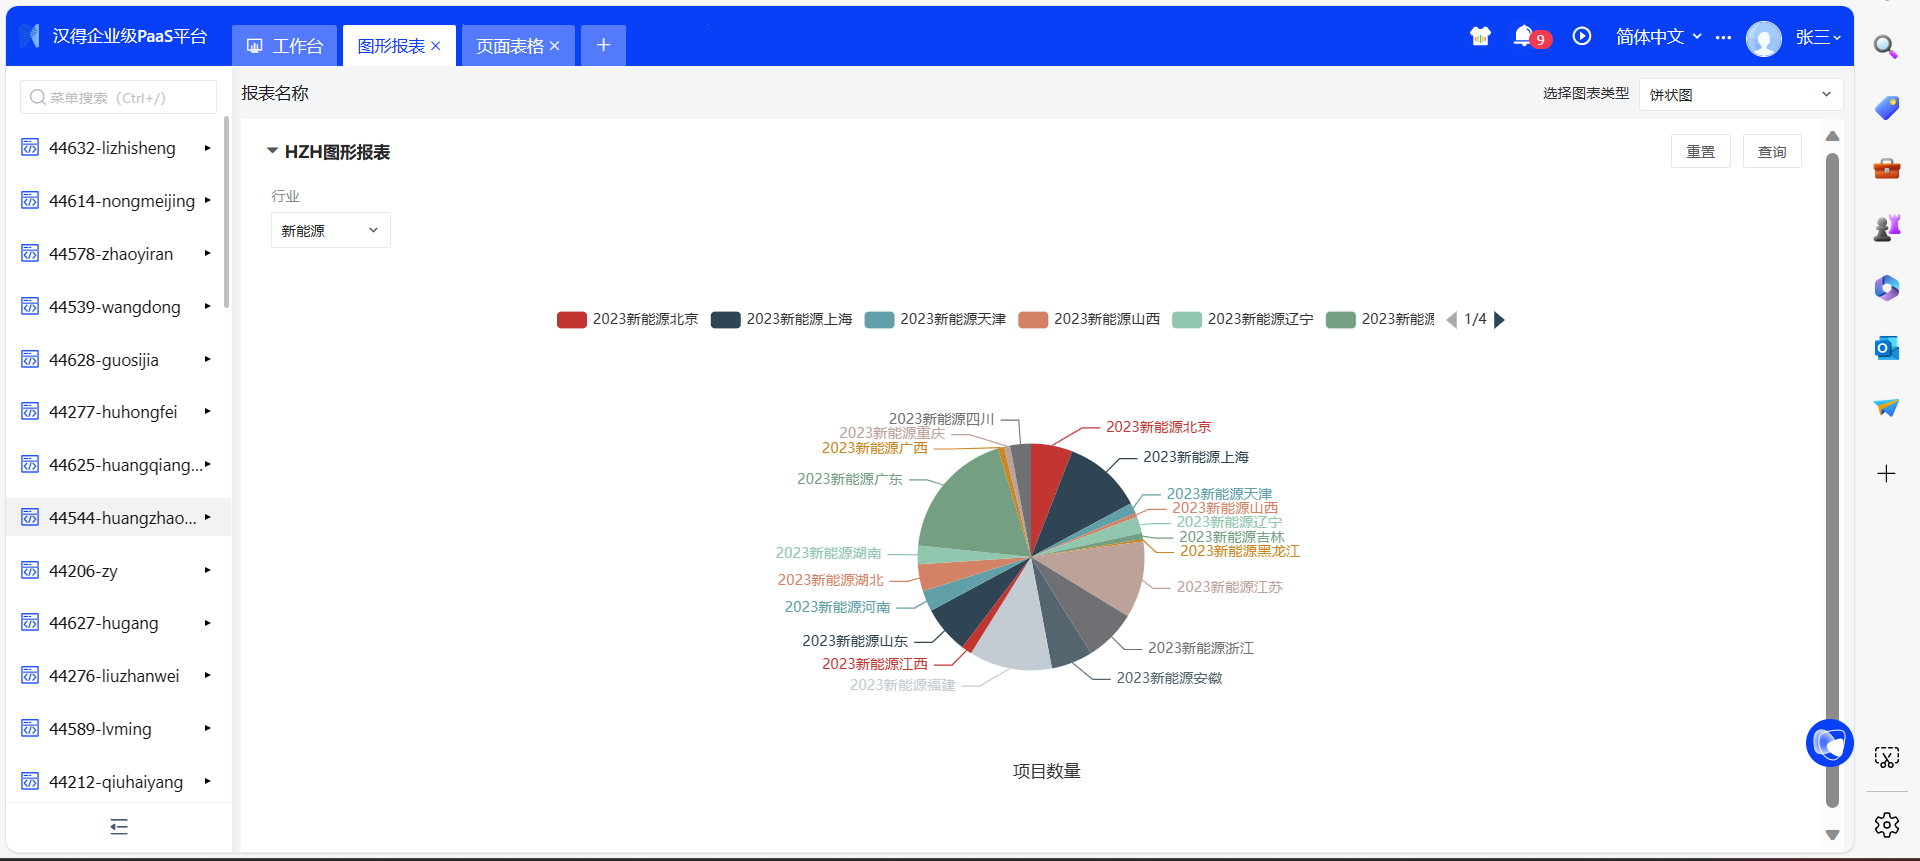 汉得企业级PaaS平台
工作台
图形报表
页面表格
9
简体中文
张三
菜单搜索（Ctrl+/）
44632-lizhisheng
44614-nongmeijing
44578-zhaoyiran
44539-wangdong
44628-guosijia
44277-huhongfei
44625-huangqiang...
44544-huangzhao...
44206-zy
44627-hugang
44276-liuzhanwei
44589-lvming
44212-qiuhaiyang
报表名称
选择图表类型
饼状图
HZH图形报表
重置
查询
行业
新能源
2023新能源北京
2023新能源上海
2023新能源天津
2023新能源山西
2023新能源辽宁
2023新能源
1/4
2023新能源四川
2023新能源重庆
2023新能源广西
2023新能源广东
2023新能源湖南
2023新能源湖北
2023新能源河南
2023新能源山东
2023新能源江西
2023新能源福建
2023新能源北京
2023新能源上海
2023新能源天津
2023新能源山西
2023新能源辽宁
2023新能源吉林
2023新能源黑龙江
2023新能源江苏
2023新能源浙江
2023新能源安徽
项目数量